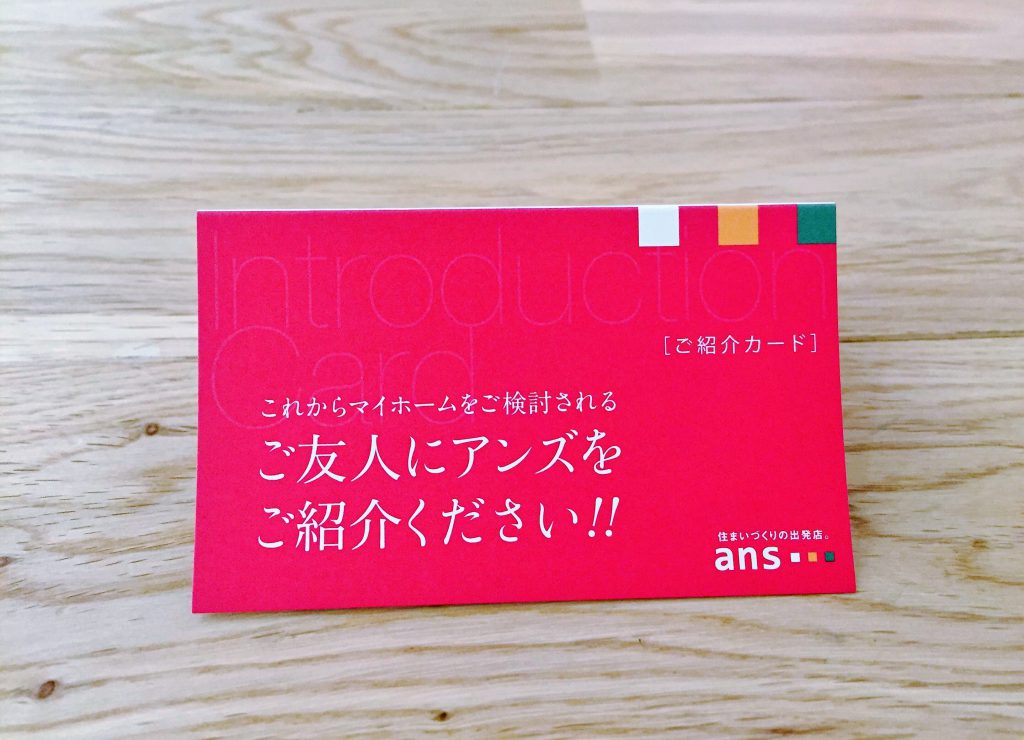 Introduction
Card
[ご紹介カード]
これからマイホームをご検討される
ご友人にアンズを
ご紹介ください!!
住まいづくりの出発店。
ans